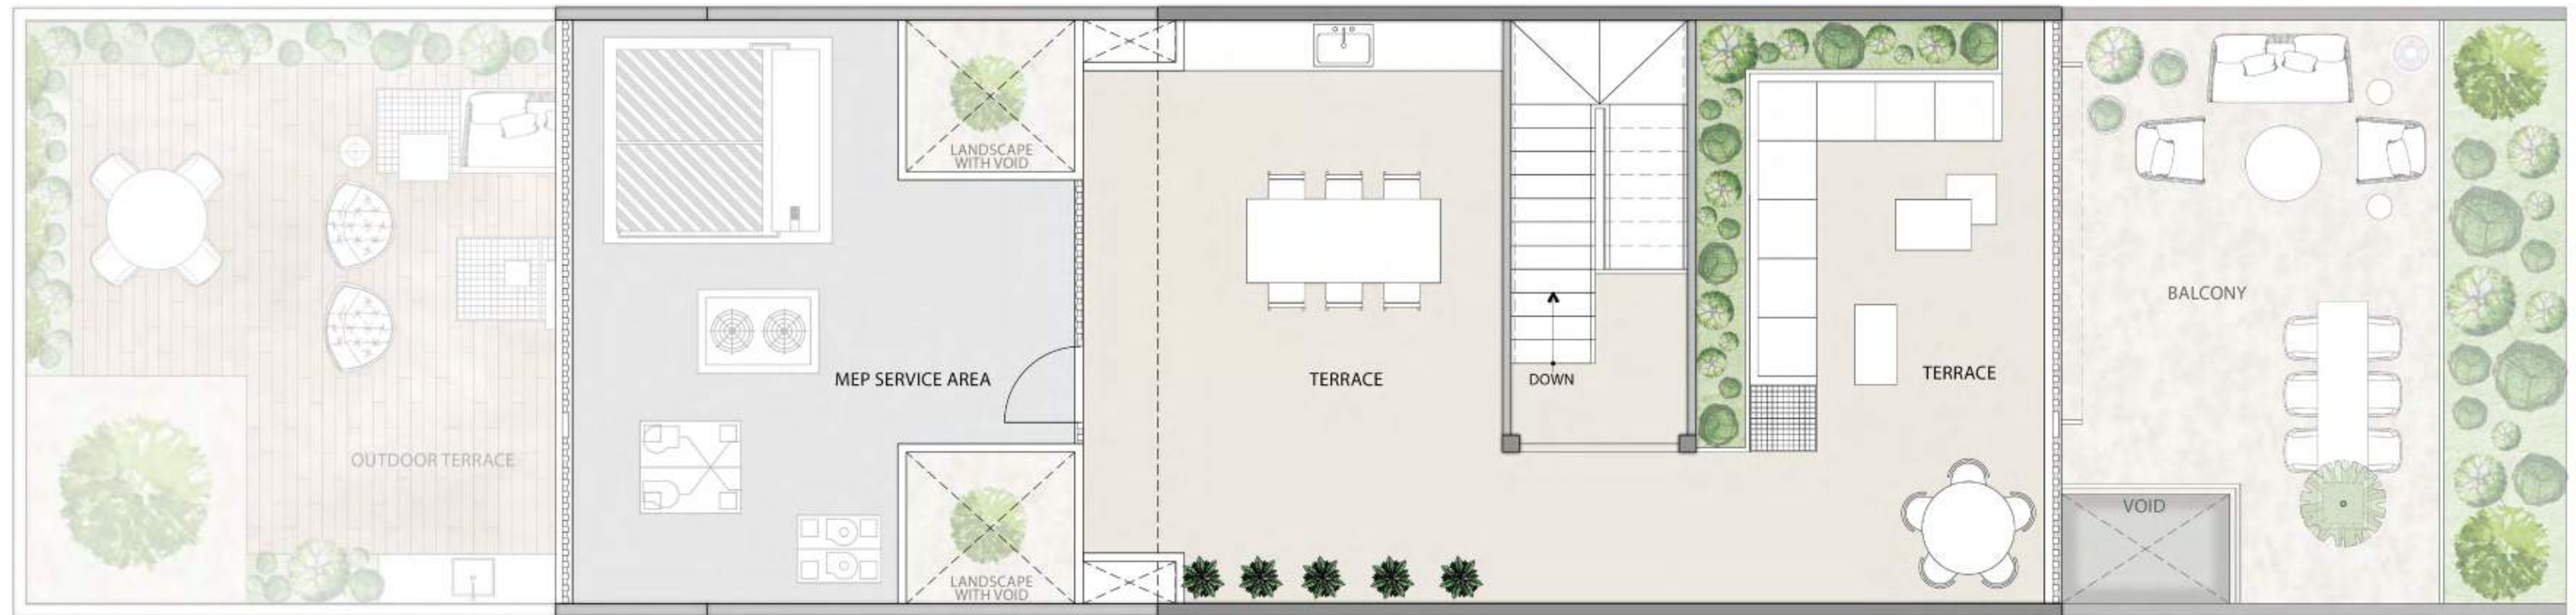 LANDSCAPE
WITH VOID
BALCONY
TERRACE
MEP SERVICE AREA
TERRACE
DOWN
OUTDOOR TERRACE
VOID
LANDSCAPE
WITH VOID